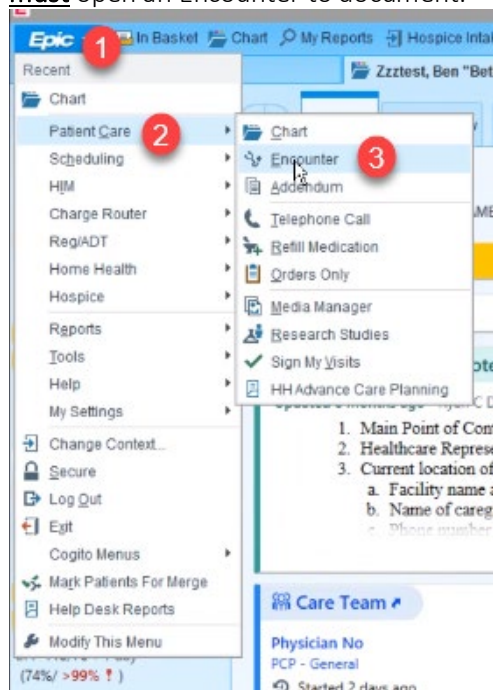 must open an Encounter to document.
Epic 1 In Basket Chart My Reports Hospice
Recent
Zzztest, Ben "Bet
Chart
Patient Care 2
Scheduling
HIM
Charge Router
Reg/ADT
Home Health
Hospice
Reports
Tools
Help
My Settings
Change Context...
Secure
Log Out
Exit
Cogito Menus
Mark Patients For Merge
Help Desk Reports
Modify This Menu
(74%/ >99% ! )
Chart
Encounter 3
Addendum
Telephone Call
Refill Medication
Orders Only
Media Manager
Research Studies
Sign My Visits
HH Advance Care Planning
1. Main Point of Con
2. Healthcare Represe
3. Current location of
a. Facility name a
b. Name of careg
c. Phone number
Care Team
Physician No
PCP - General
Started 2 days ago